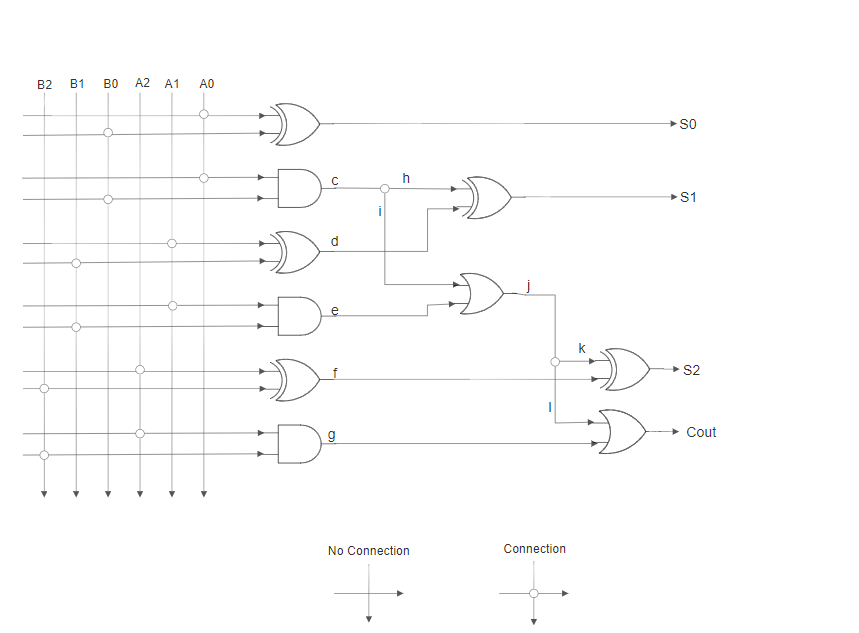 B2 B1 B0 A2 A1 A0
S0
c
h
S1
i
d
j
e
k
S2
f
l
Cout
g
No Connection
Connection